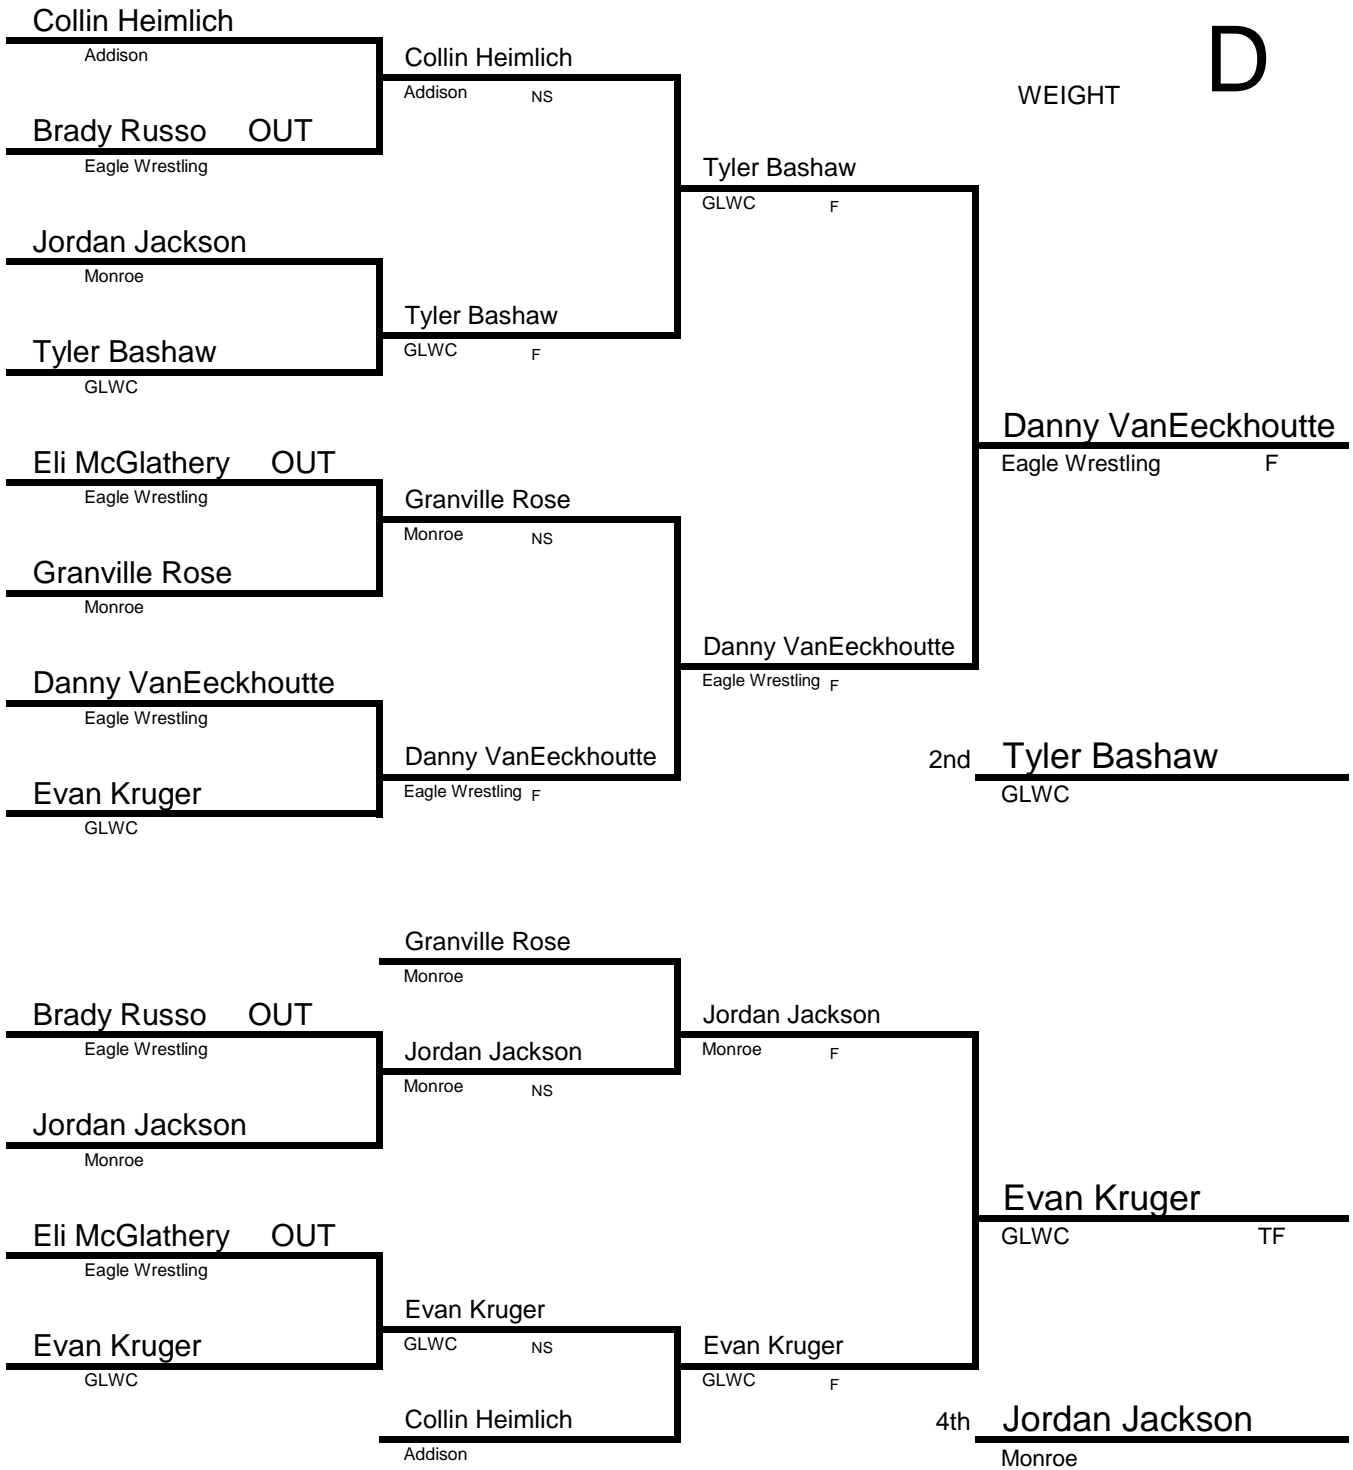 Collin Heimlich
Addison
Collin Heimlich
Addison NS
D
WEIGHT
Brady Russo OUT
Eagle Wrestling
Tyler Bashaw
GLWC F
Jordan Jackson
Monroe
Tyler Bashaw
GLWC F
Tyler Bashaw
GLWC
Danny VanEeckhoutte
Eagle Wrestling F
Eli McGlathery OUT
Eagle Wrestling
Granville Rose
Monroe NS
Granville Rose
Monroe
Danny VanEeckhoutte
Eagle Wrestling F
Danny VanEeckhoutte
Eagle Wrestling
Danny VanEeckhoutte
Eagle Wrestling F
2nd Tyler Bashaw
GLWC
Evan Kruger
GLWC
Granville Rose
Monroe
Brady Russo OUT
Eagle Wrestling
Jordan Jackson
Monroe F
Jordan Jackson
Monroe NS
Jordan Jackson
Monroe
Evan Kruger
GLWC TF
Eli McGlathery OUT
Eagle Wrestling
Evan Kruger
GLWC NS
Evan Kruger
GLWC
Evan Kruger
GLWC F
Collin Heimlich
Addison
4th Jordan Jackson
Monroe